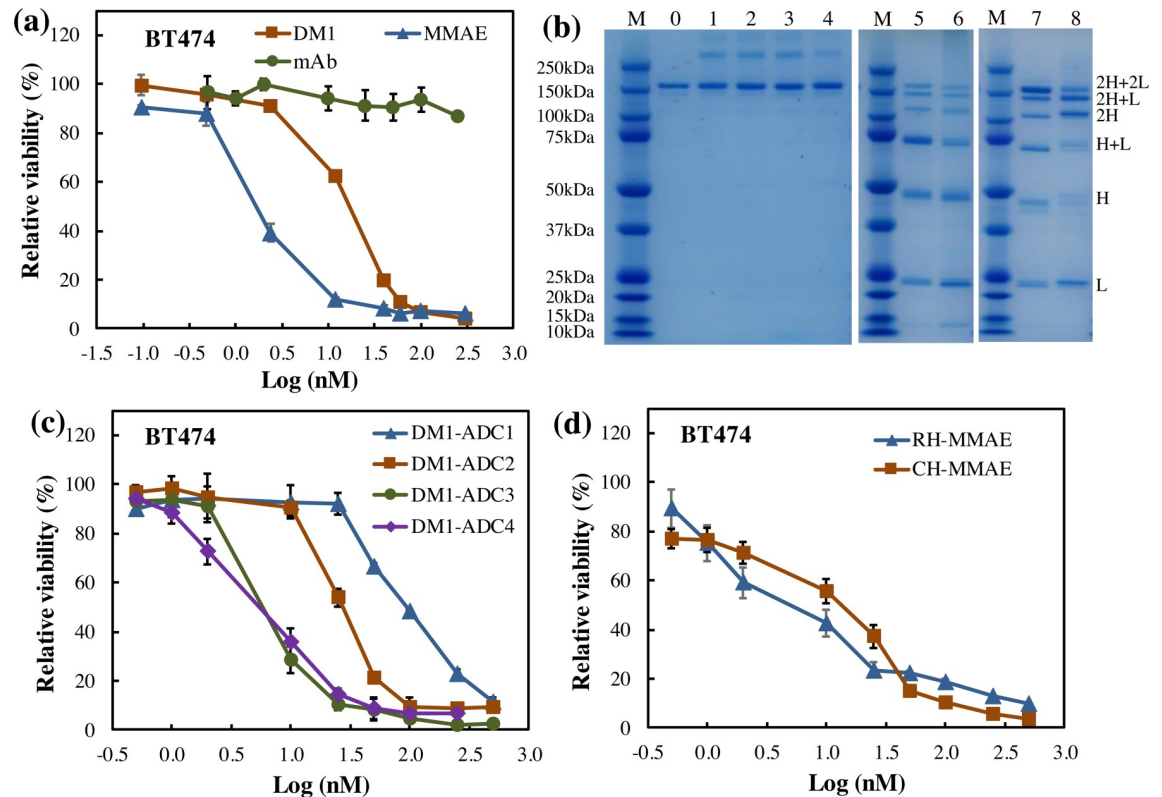 (a)
BT474
DM1
MMAE
mAb
Relative viability (%)
120
100
80
60
40
20
0
-1.5 -1.0 -0.5 0.0 0.5 1.0 1.5 2.0 2.5 3.0
Log (nM)
(b)
M 0 1 2 3 4 M 5 6 M 7 8
250kDa
150kDa
100kDa
75kDa
50kDa
37kDa
25kDa
20kDa
15kDa
10kDa
2H+2L
2H+L
2H
H+L
H
L
(c)
BT474
DM1-ADC1
DM1-ADC2
DM1-ADC3
DM1-ADC4
Relative viability (%)
120
100
80
60
40
20
0
-0.5 0.0 0.5 1.0 1.5 2.0 2.5 3.0
Log (nM)
(d)
BT474
RH-MMAE
CH-MMAE
Relative viability (%)
120
100
80
60
40
20
0
-0.5 0.0 0.5 1.0 1.5 2.0 2.5 3.0
Log (nM)